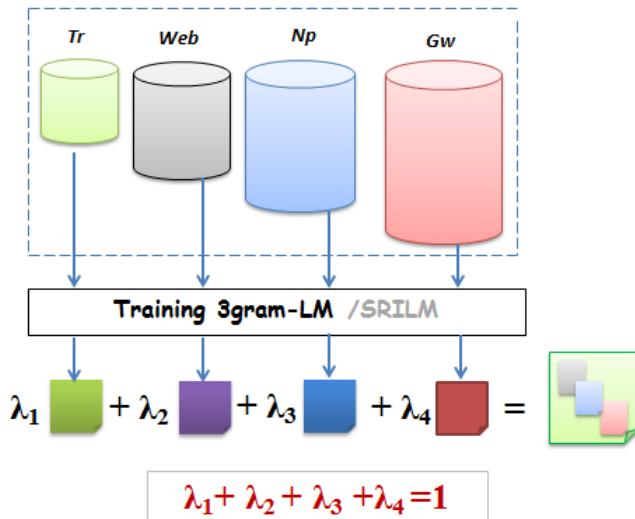 Tr Web Np Gw
Training 3gram-LM /SRILM
λ1 + λ2 + λ3 + λ4 =
λ1+ λ2 + λ3 +λ4 =1